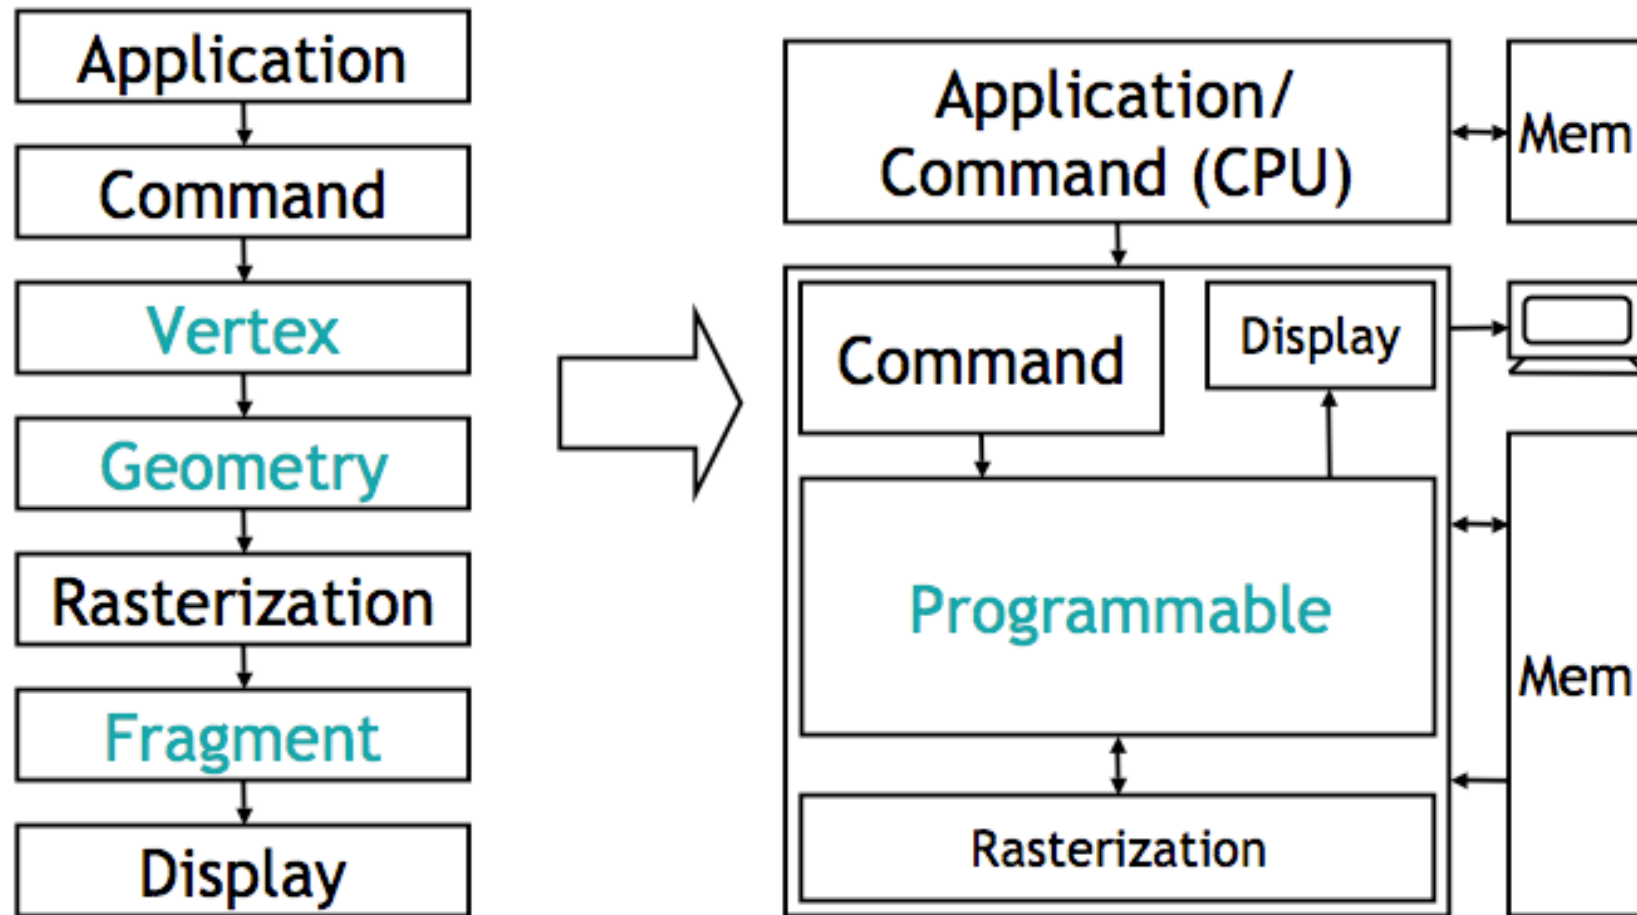 Application
Command
Vertex
Geometry
Rasterization
Fragment
Display
Application/
Command (CPU)
Mem
Command
Display
Programmable
Mem
Rasterization